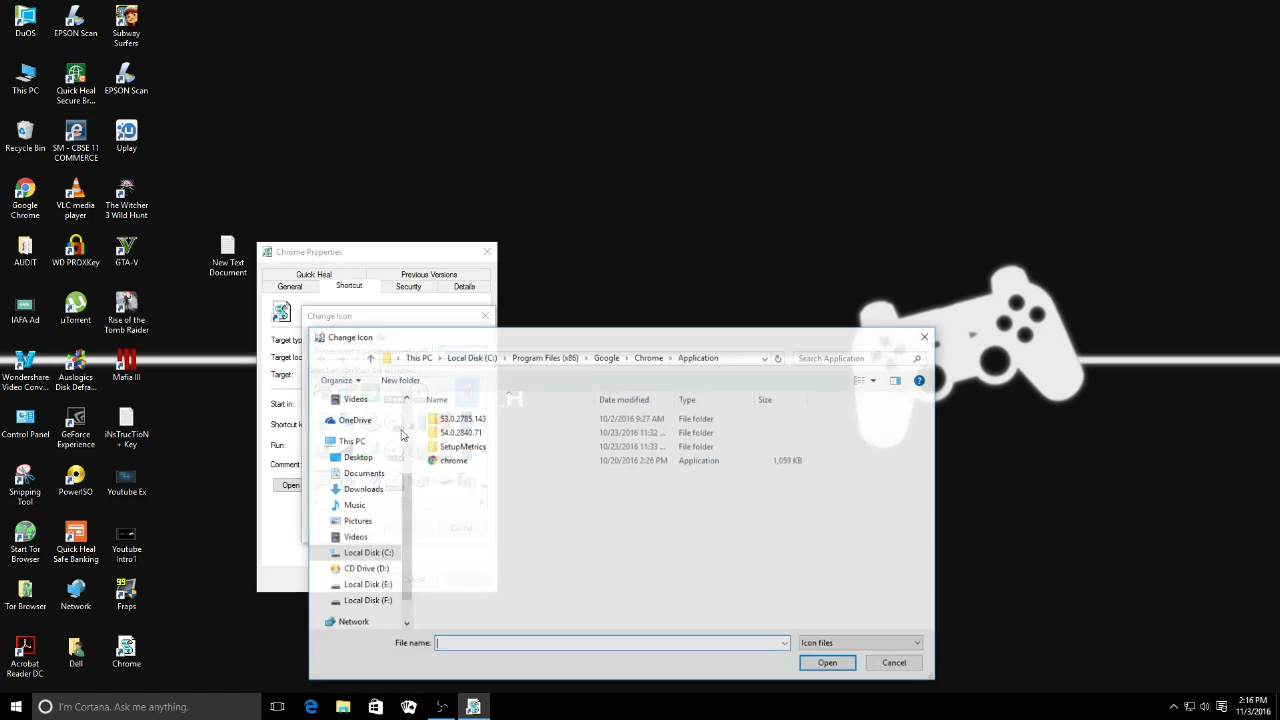 DuOS
EPSON Scan
Subway
Surfers
This PC
Quick Heal
Secure Br...
EPSON Scan
Recycle Bin
SM - CBSE 11
COMMERCE
Uplay
Google
Chrome
VLC media
player
The Witcher
3 Wild Hunt
AUDIT
WD PROXKey
GTA-V
New Text
Document
IAFA Ad
µTorrent
Rise of the
Tomb Raider
Wondershare
Video Conv...
Auslogics
Disk Defra...
Mafia III
Control Panel
GeForce
Experience
iNsTrucTiOn
+ Key
Snipping
Tool
PowerISO
Youtube Ex
Start Tor
Browser
Quick Heal
Safe Banking
Youtube
Intro1
Tor Browser
Network
Fraps
Acrobat
Reader DC
Dell
Chrome
Chrome Properties
Quick Heal
Previous Versions
General
Shortcut
Security
Details
Target type
Target loc
Target:
Start in:
Shortcut k
Run:
Comment:
Open
Change Icon
Cancel
Change Icon
This PC
Local Disk (C:)
Program Files (x86)
Google
Chrome
Application
Search Application
Organize
New folder
Name
Date modified
Type
Size
53.0.2785.143
10/2/2016 9:27 AM
File folder
54.0.2840.71
10/23/2016 11:32 ...
File folder
SetupMetrics
10/23/2016 11:33 ...
File folder
chrome
10/20/2016 2:26 PM
Application
1,059 KB
Videos
OneDrive
This PC
Desktop
Documents
Downloads
Music
Pictures
Videos
Local Disk (C:)
CD Drive (D:)
Local Disk (E:)
Local Disk (F:)
Network
File name:
Icon files
Open
Cancel
I'm Cortana. Ask me anything.
2:16 PM
11/3/2016